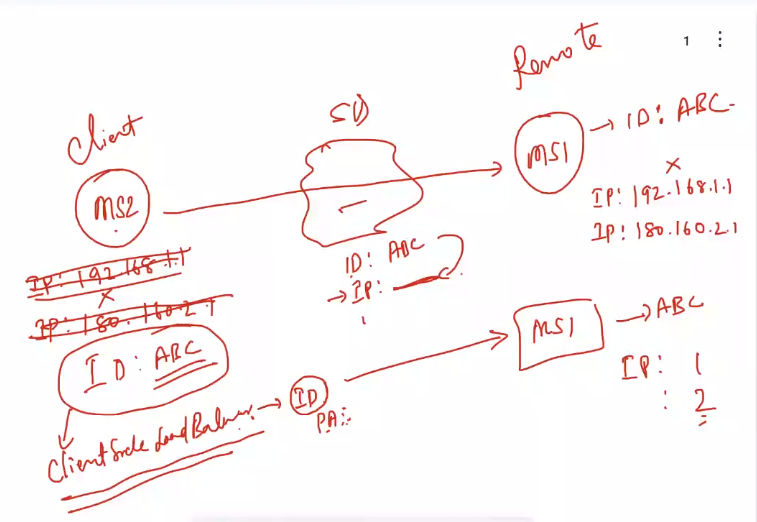 1
Remote
SD
Client
MS1
ID: ABC
MS2
X
IP: 192.168.1.1
IP: 180.160.2.1
IP: 192.168.1.1
X
IP: 180.160.2.1
ID: ABC
IP:
ID: ABC
MS1
ABC
IP: 1
: 2
ID
Client Side Load Balancer